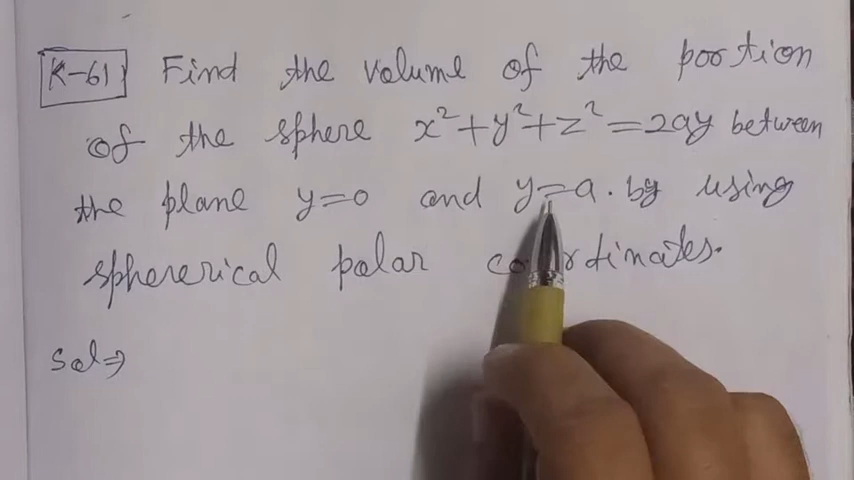 K-61 Find the volume of the portion
of the sphere x²+y²+z²=2ay between
the plane y=0 and y=a. by using
sphererical polar
Sol⇒